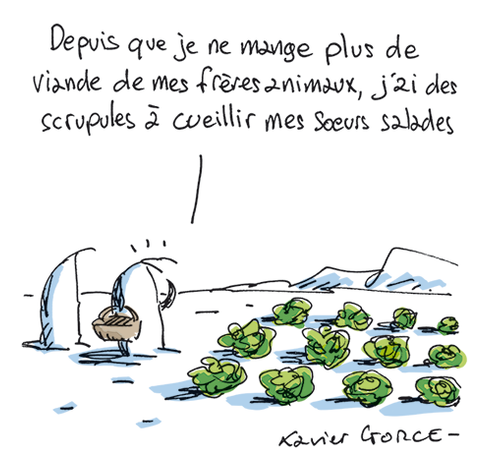 Depuis que je ne mange plus de
viande de mes frères animaux, j'ai des
scrupules à cueillir mes soeurs salades
Xavier GORCE -